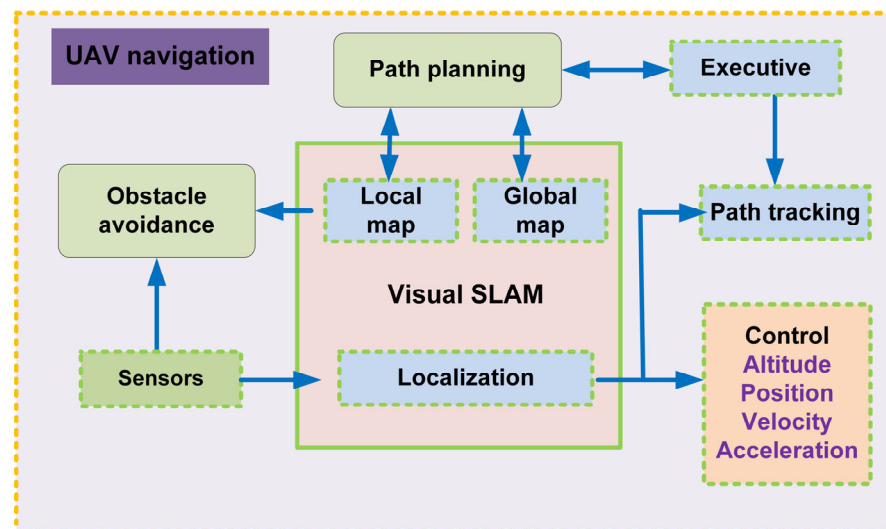 UAV navigation
Path planning
Executive
Obstacle
avoidance
Local
map
Global
map
Path tracking
Visual SLAM
Sensors
Localization
Control
Altitude
Position
Velocity
Acceleration